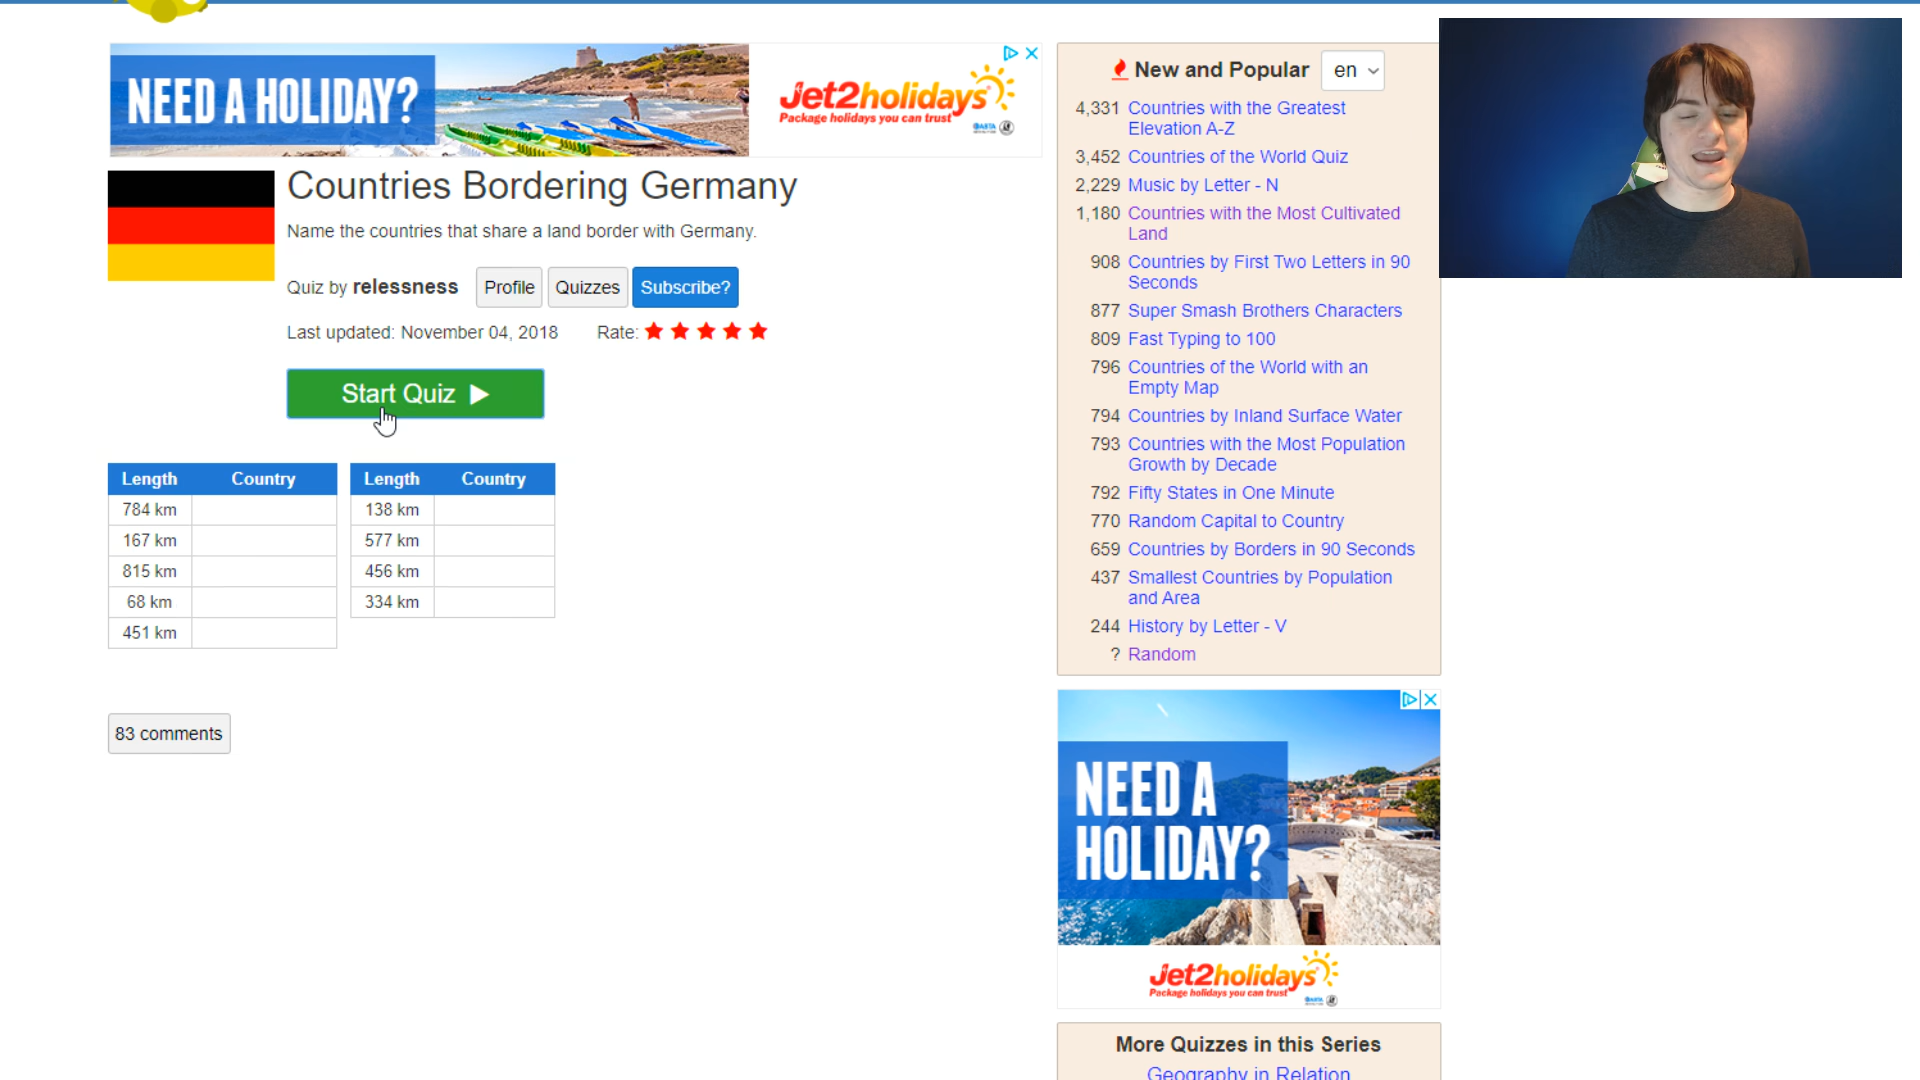 NEED A HOLIDAY?
Jet2holidays
Package holidays you can trust
Countries Bordering Germany
Name the countries that share a land border with Germany.
Quiz by relessness Profile Quizzes Subscribe?
Last updated: November 04, 2018 Rate:
Start Quiz
Length Country Length Country
784 km 138 km
167 km 577 km
815 km 456 km
68 km 334 km
451 km
83 comments
New and Popular en
4,331 Countries with the Greatest
Elevation A-Z
3,452 Countries of the World Quiz
2,229 Music by Letter - N
1,180 Countries with the Most Cultivated
Land
908 Countries by First Two Letters in 90
Seconds
877 Super Smash Brothers Characters
809 Fast Typing to 100
796 Countries of the World with an
Empty Map
794 Countries by Inland Surface Water
793 Countries with the Most Population
Growth by Decade
792 Fifty States in One Minute
770 Random Capital to Country
659 Countries by Borders in 90 Seconds
437 Smallest Countries by Population
and Area
244 History by Letter - V
? Random
NEED A
HOLIDAY?
Jet2holidays
Package holidays you can trust
More Quizzes in this Series
Geography in Relation